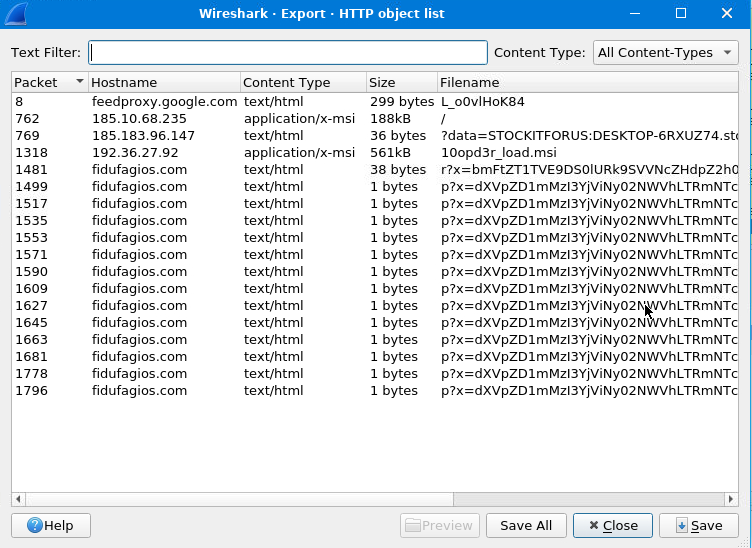 Wireshark · Export · HTTP object list
Text Filter: Content Type: All Content-Types
Packet Hostname Content Type Size Filename
8 feedproxy.google.com text/html 299 bytes L_o0vlHoK84
762 185.10.68.235 application/x-msi 188kB /
769 185.183.96.147 text/html 36 bytes ?data=STOCKITFORUS:DESKTOP-6RXUZ74.sto
1318 192.36.27.92 application/x-msi 561kB 10opd3r_load.msi
1481 fidufagios.com text/html 38 bytes r?x=bmFtZT1TVE9DS0lURk9SVVNcZHdpZ2h0
1499 fidufagios.com text/html 1 bytes p?x=dXVpZD1mMzI3YjViNy02NWVhLTRmNTc
1517 fidufagios.com text/html 1 bytes p?x=dXVpZD1mMzI3YjViNy02NWVhLTRmNTc
1535 fidufagios.com text/html 1 bytes p?x=dXVpZD1mMzI3YjViNy02NWVhLTRmNTc
1553 fidufagios.com text/html 1 bytes p?x=dXVpZD1mMzI3YjViNy02NWVhLTRmNTc
1571 fidufagios.com text/html 1 bytes p?x=dXVpZD1mMzI3YjViNy02NWVhLTRmNTc
1590 fidufagios.com text/html 1 bytes p?x=dXVpZD1mMzI3YjViNy02NWVhLTRmNTc
1609 fidufagios.com text/html 1 bytes p?x=dXVpZD1mMzI3YjViNy02NWVhLTRmNTc
1627 fidufagios.com text/html 1 bytes p?x=dXVpZD1mMzI3YjViNy02NWVhLTRmNTc
1645 fidufagios.com text/html 1 bytes p?x=dXVpZD1mMzI3YjViNy02NWVhLTRmNTc
1663 fidufagios.com text/html 1 bytes p?x=dXVpZD1mMzI3YjViNy02NWVhLTRmNTc
1681 fidufagios.com text/html 1 bytes p?x=dXVpZD1mMzI3YjViNy02NWVhLTRmNTc
1778 fidufagios.com text/html 1 bytes p?x=dXVpZD1mMzI3YjViNy02NWVhLTRmNTc
1796 fidufagios.com text/html 1 bytes p?x=dXVpZD1mMzI3YjViNy02NWVhLTRmNTc
Help Preview Save All Close Save